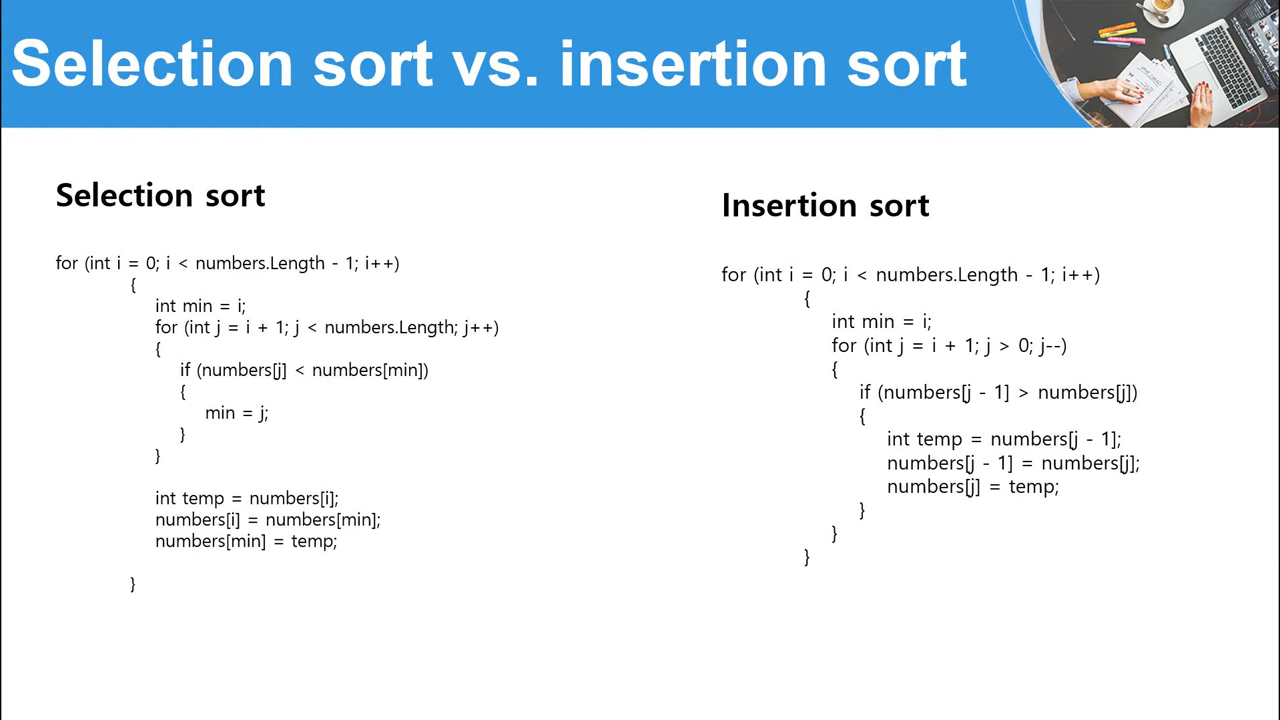 Selection sort vs. insertion sort
Selection sort
for (int i = 0; i < numbers.Length - 1; i++)
{
int min = i;
for (int j = i + 1; j < numbers.Length; j++)
{
if (numbers[j] < numbers[min])
{
min = j;
}
}
int temp = numbers[i];
numbers[i] = numbers[min];
numbers[min] = temp;
}
Insertion sort
for (int i = 0; i < numbers.Length - 1; i++)
{
int min = i;
for (int j = i + 1; j > 0; j--)
{
if (numbers[j - 1] > numbers[j])
{
int temp = numbers[j - 1];
numbers[j - 1] = numbers[j];
numbers[j] = temp;
}
}
}